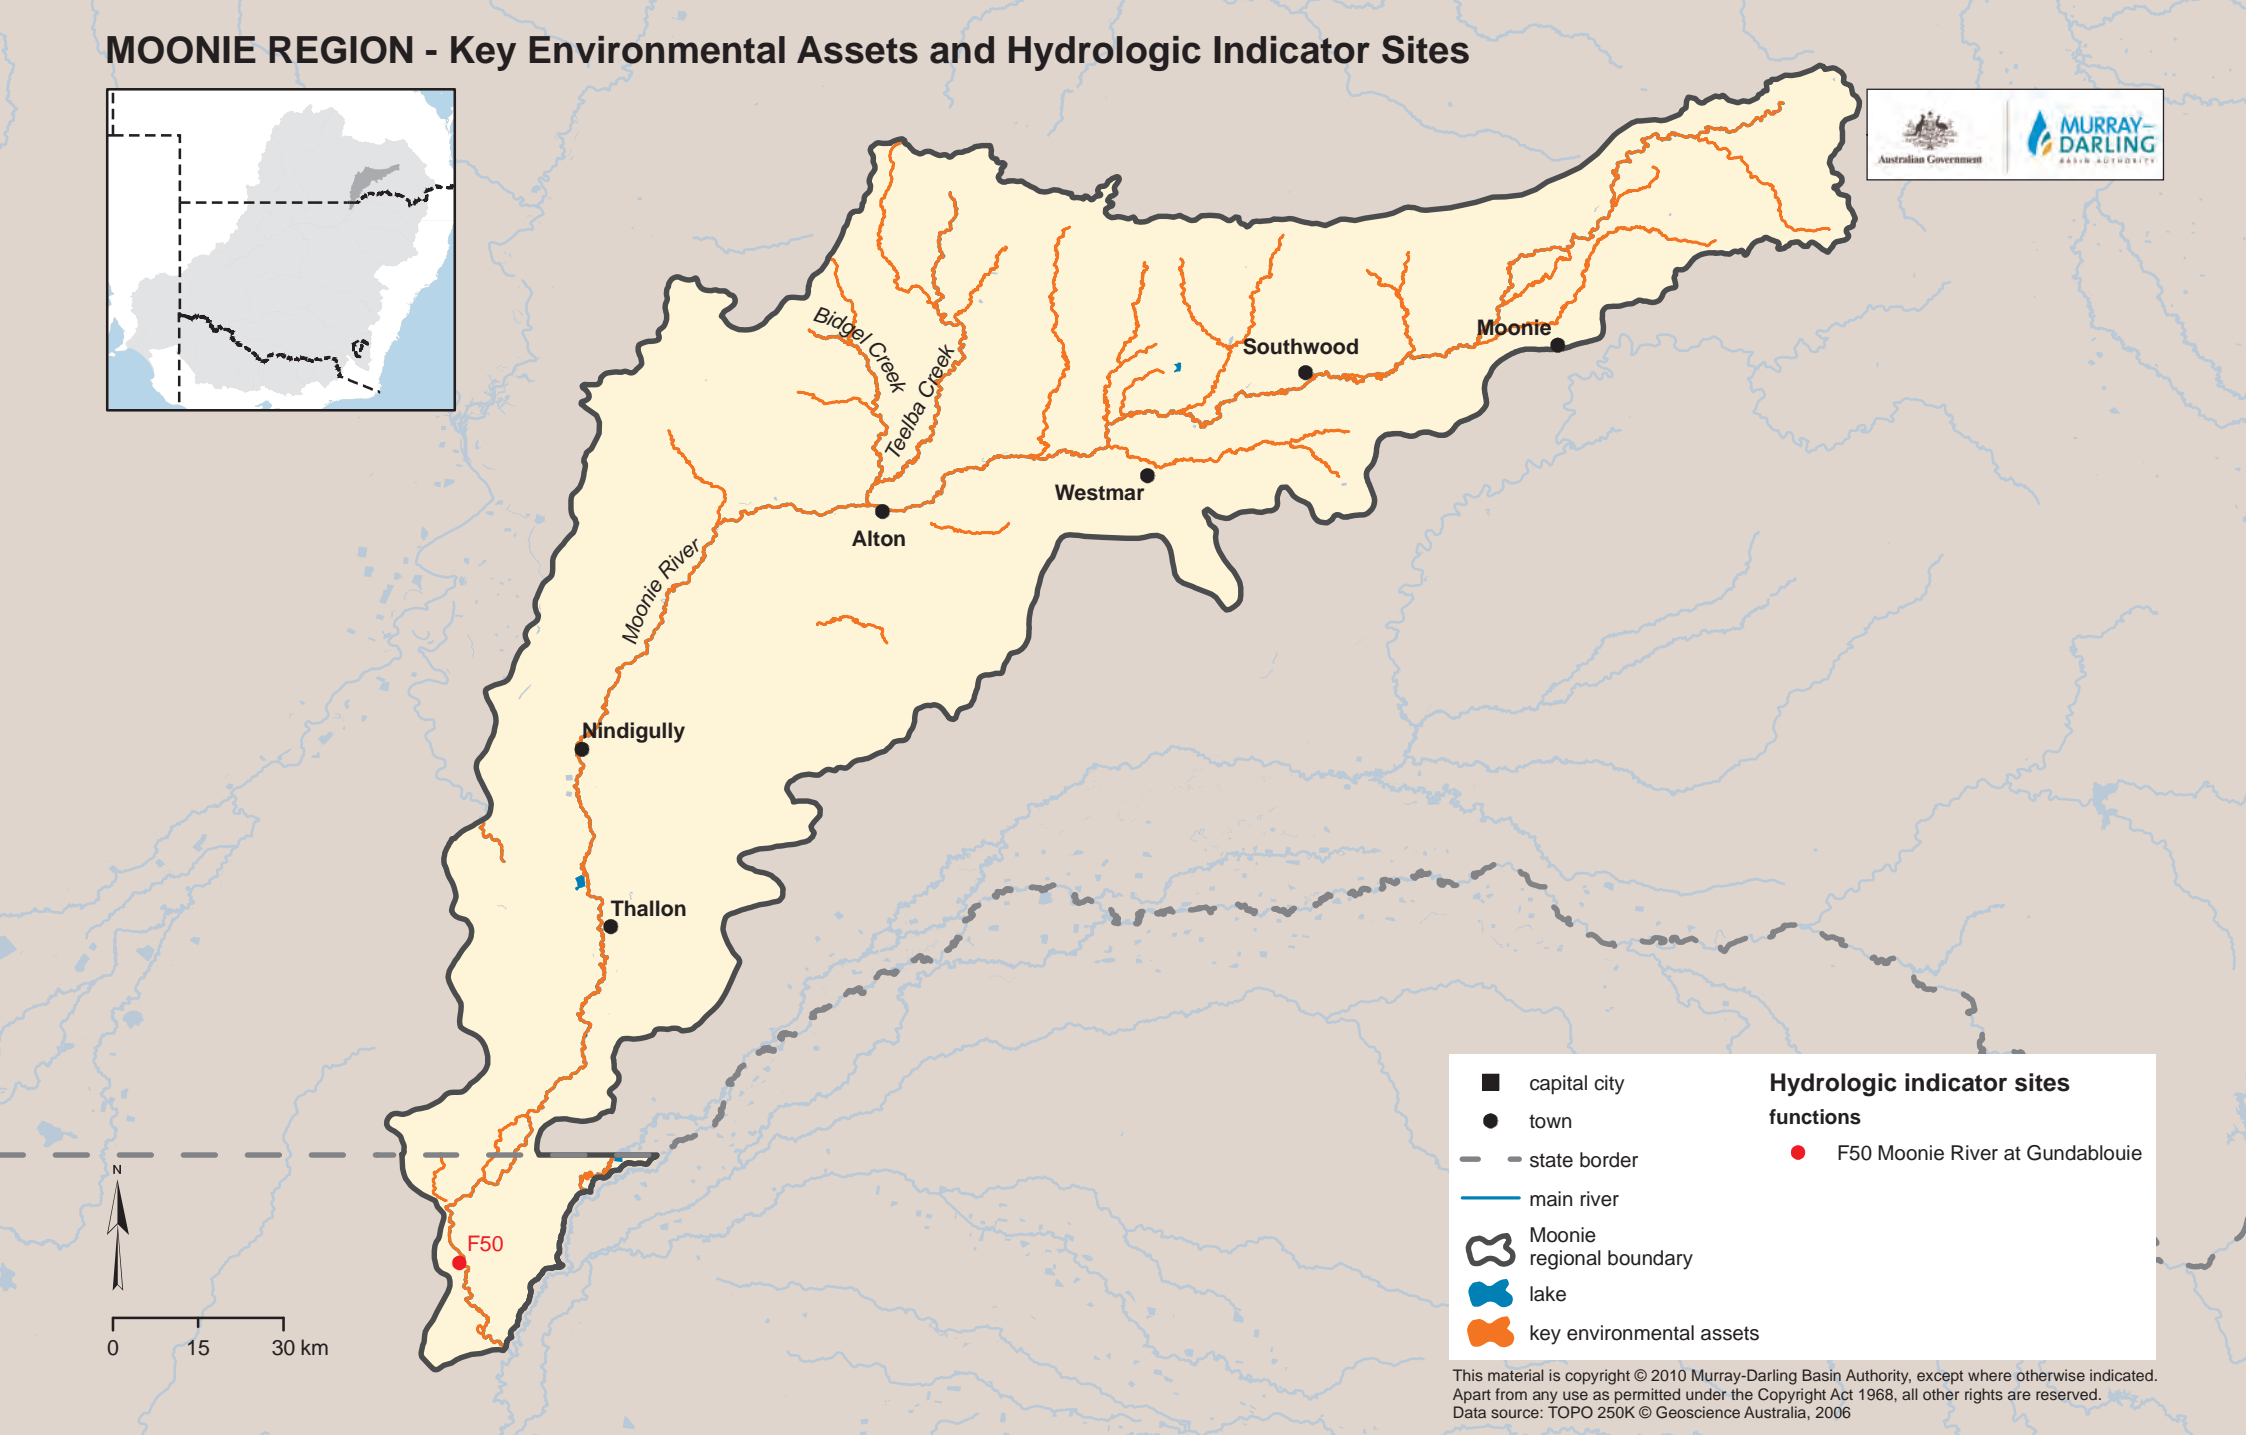 MOONIE REGION - Key Environmental Assets and Hydrologic Indicator Sites
Australian Government
MURRAY–
DARLING
BASIN AUTHORITY
Bidgel Creek
Teelba Creek
Moonie
Southwood
Westmar
Alton
Moonie River
Nindigully
Thallon
N
F50
0 15 30 km
capital city
town
state border
main river
Moonie
regional boundary
lake
key environmental assets
Hydrologic indicator sites
functions
F50 Moonie River at Gundablouie
This material is copyright © 2010 Murray-Darling Basin Authority, except where otherwise indicated.
Apart from any use as permitted under the Copyright Act 1968, all other rights are reserved.
Data source: TOPO 250K © Geoscience Australia, 2006